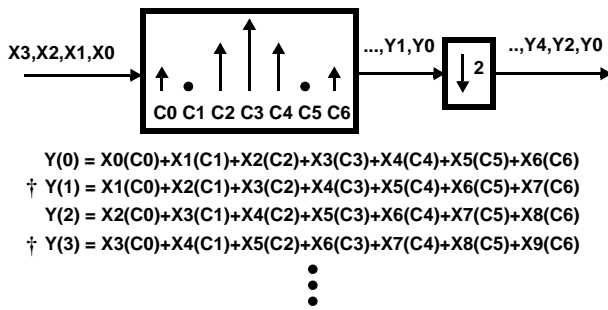 X3,X2,X1,X0
...,Y1,Y0
..,Y4,Y2,Y0
2
C0 C1 C2 C3 C4 C5 C6
Y(0) = X0(C0)+X1(C1)+X2(C2)+X3(C3)+X4(C4)+X5(C5)+X6(C6)
† Y(1) = X1(C0)+X2(C1)+X3(C2)+X4(C3)+X5(C4)+X6(C5)+X7(C6)
Y(2) = X2(C0)+X3(C1)+X4(C2)+X5(C3)+X6(C4)+X7(C5)+X8(C6)
† Y(3) = X3(C0)+X4(C1)+X5(C2)+X6(C3)+X7(C4)+X8(C5)+X9(C6)